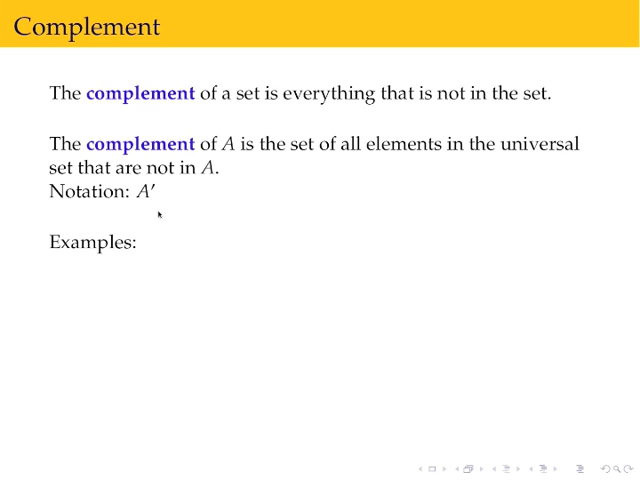 Complement
The complement of a set is everything that is not in the set.
The complement of A is the set of all elements in the universal
set that are not in A.
Notation: A′
Examples: